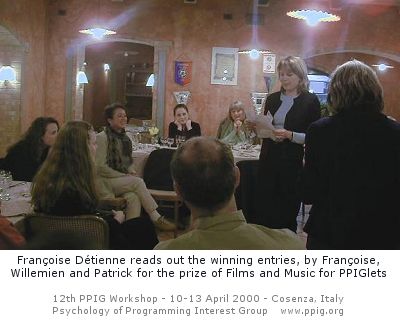 Françoise Détienne reads out the winning entries, by Françoise,
Willemien and Patrick for the prize of Films and Music for PPIGlets
12th PPIG Workshop - 10-13 April 2000 - Cosenza, Italy
Psychology of Programming Interest Group www.ppig.org